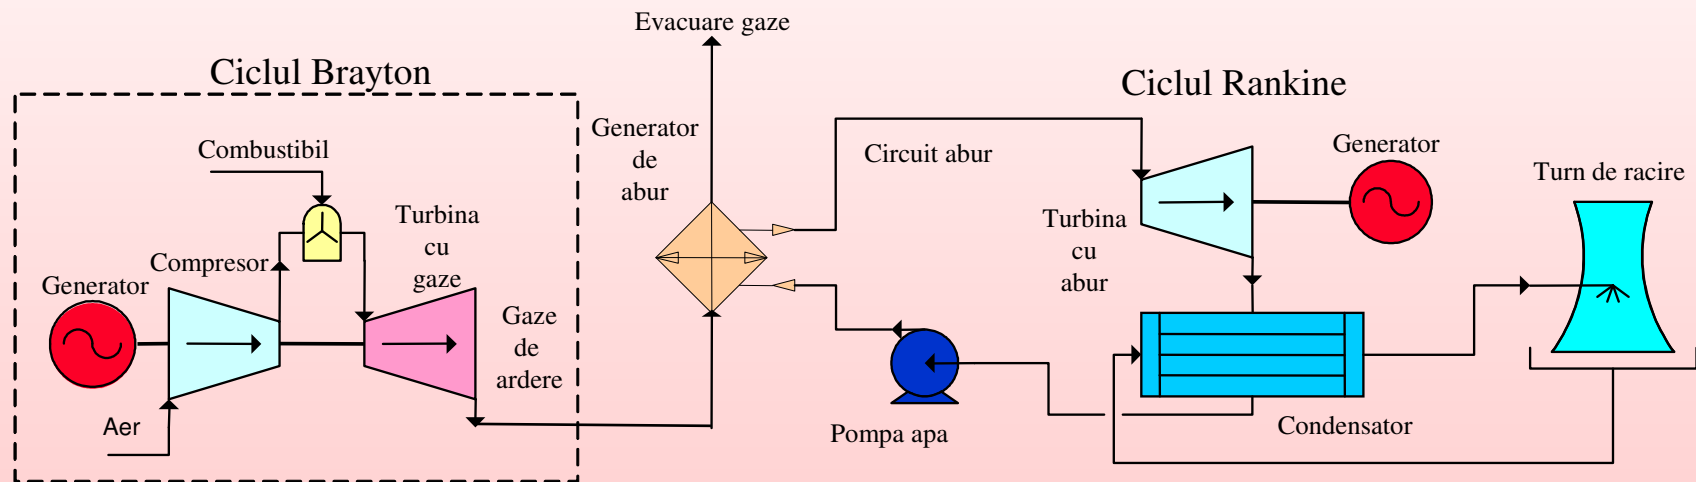 Evacuare gaze
Ciclul Brayton
Ciclul Rankine
Combustibil
Generator
de
abur
Circuit abur
Generator
Turn de racire
Turbina
cu
gaze
Compresor
Generator
Turbina
cu
abur
Gaze
de
ardere
Aer
Pompa apa
Condensator